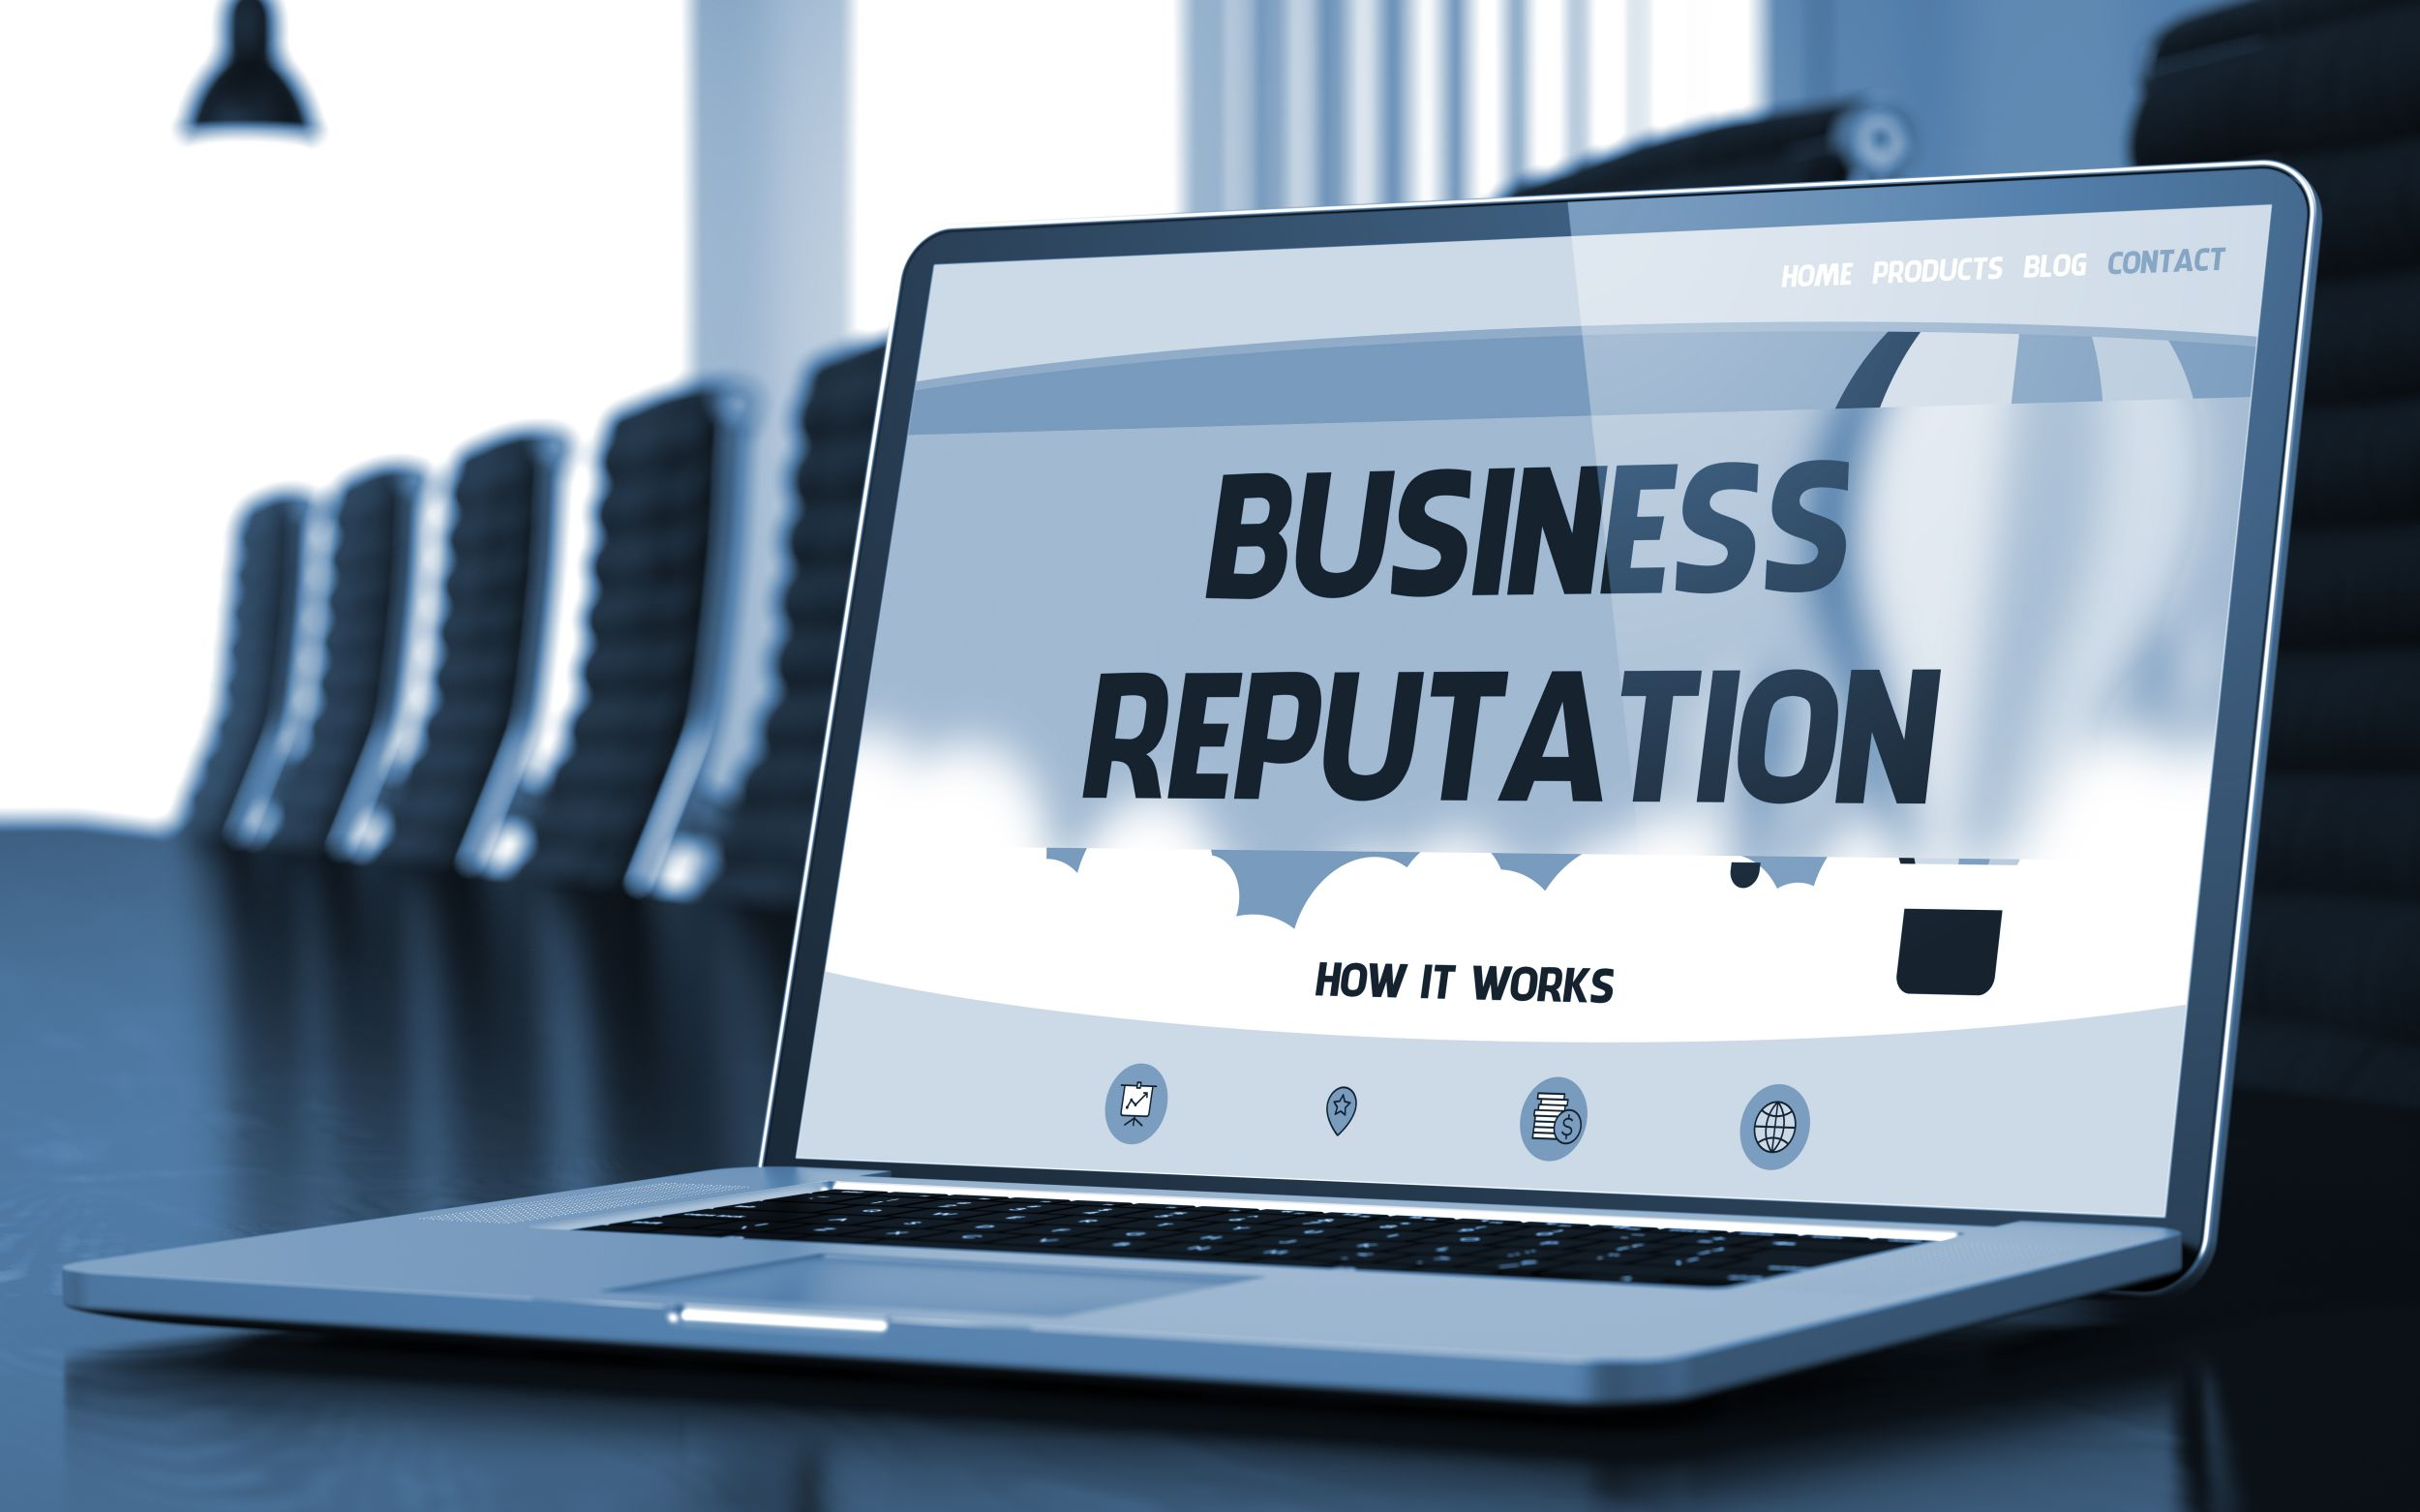 HOME PRODUCTS BLOG CONTACT
BUSINESS
REPUTATION
HOW IT WORKS
$